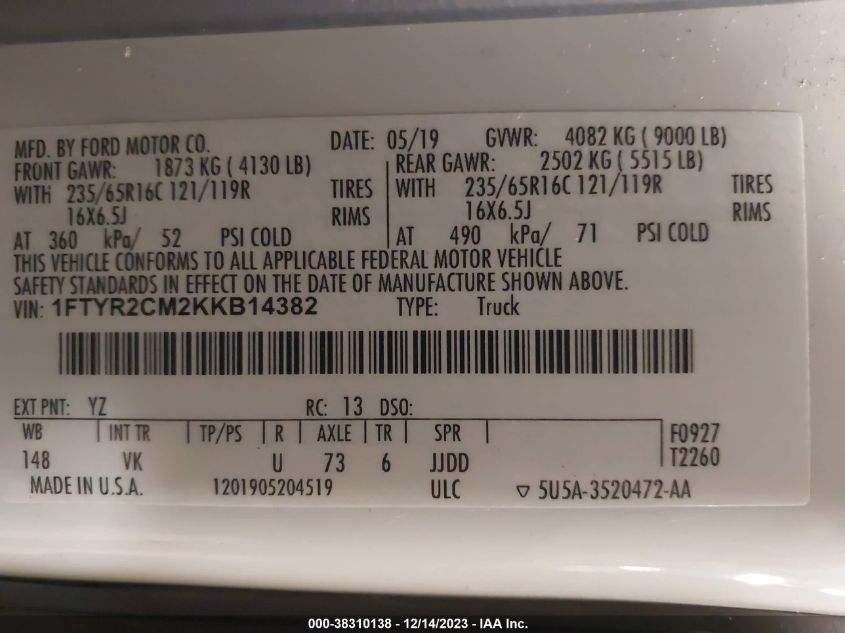 MFD. BY FORD MOTOR CO. DATE: 05/19 GVWR: 4082 KG ( 9000 LB)
FRONT GAWR: 1873 KG ( 4130 LB) REAR GAWR: 2502 KG ( 5515 LB)
WITH 235/65R16C 121/119R TIRES WITH 235/65R16C 121/119R TIRES
16X6.5J RIMS 16X6.5J RIMS
AT 360 kPa/ 52 PSI COLD AT 490 kPa/ 71 PSI COLD
THIS VEHICLE CONFORMS TO ALL APPLICABLE FEDERAL MOTOR VEHICLE
SAFETY STANDARDS IN EFFECT ON THE DATE OF MANUFACTURE SHOWN ABOVE.
VIN: 1FTYR2CM2KKB14382 TYPE: Truck
EXT PNT: YZ RC: 13 DSO:
WB INT TR TP/PS R AXLE TR SPR F0927
148 VK U 73 6 JJDD T2260
MADE IN U.S.A. 1201905204519 ULC ▽ 5U5A-3520472-AA
000-38310138 - 12/14/2023 - IAA Inc.